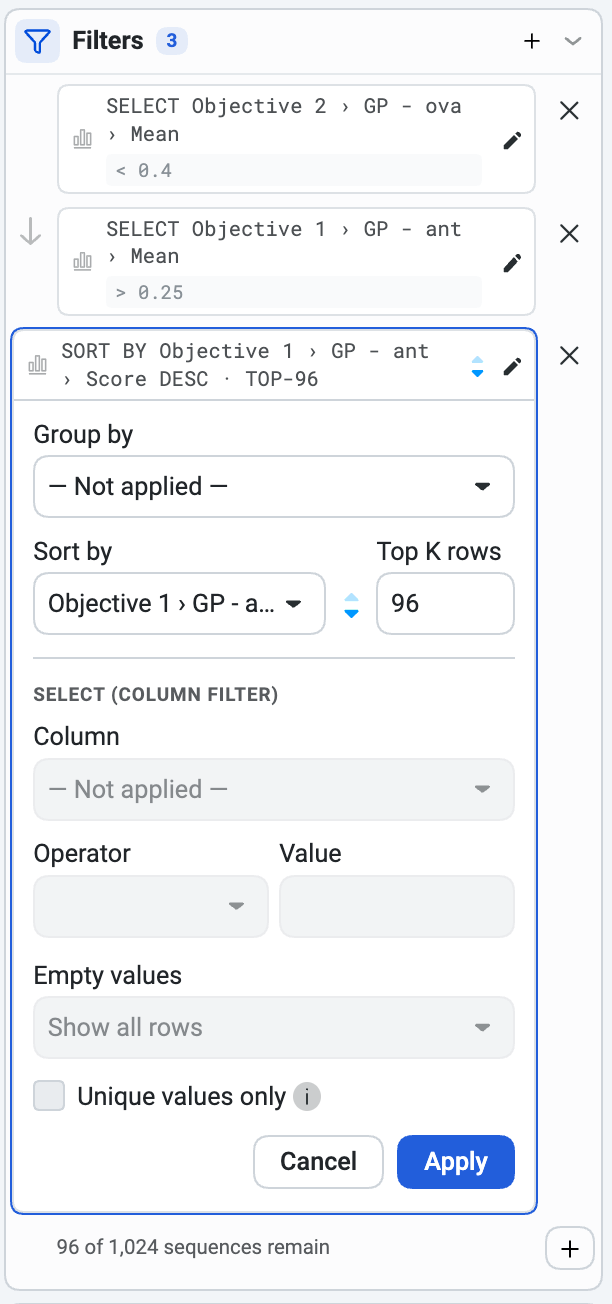 Filters 3
SELECT Objective 2 › GP - ova
› Mean
< 0.4
SELECT Objective 1 › GP - ant
› Mean
> 0.25
SORT BY Objective 1 › GP - ant
› Score DESC · TOP-96
Group by
— Not applied —
Sort by Top K rows
Objective 1 › GP - a... 96
SELECT (COLUMN FILTER)
Column
— Not applied —
Operator Value
Empty values
Show all rows
Unique values only i
Cancel Apply
96 of 1,024 sequences remain